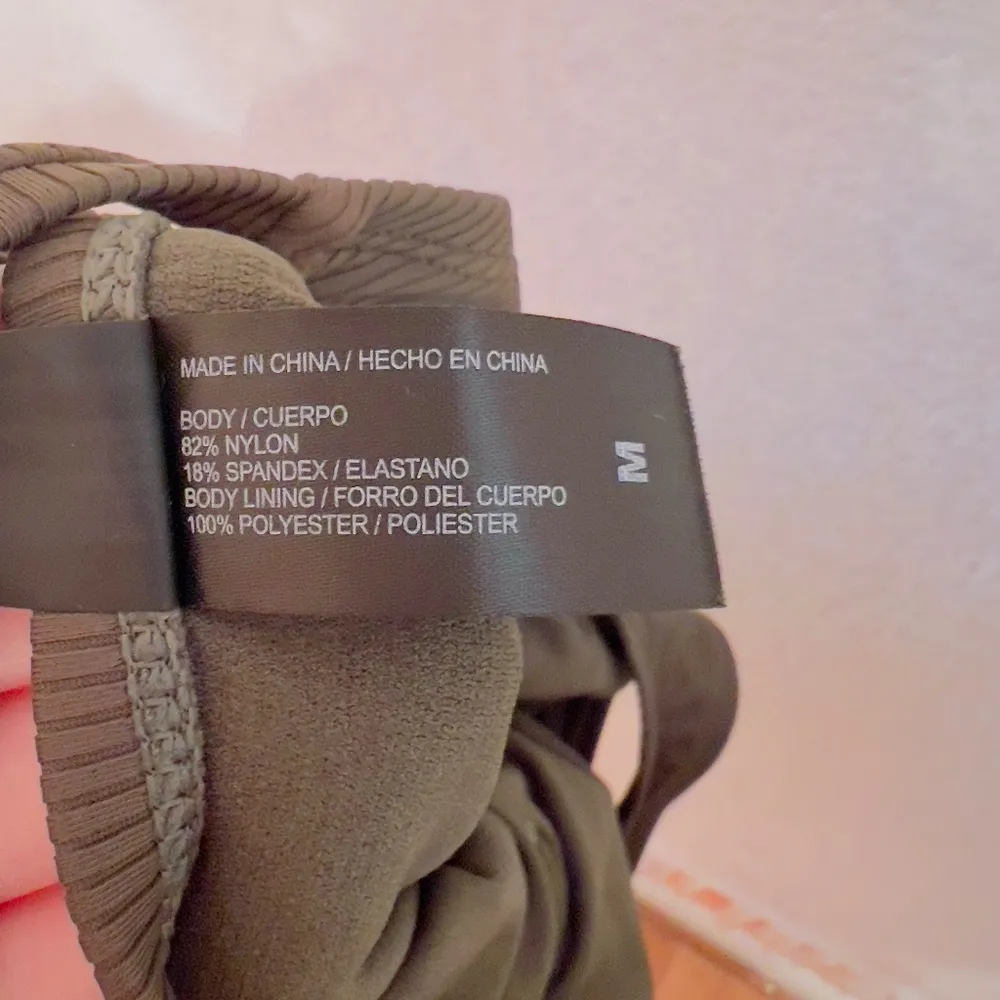 MADE IN CHINA / HECHO EN CHINA
BODY / CUERPO
82% NYLON
18% SPANDEX / ELASTANO
BODY LINING / FORRO DEL CUERPO
100% POLYESTER / POLIESTER
M